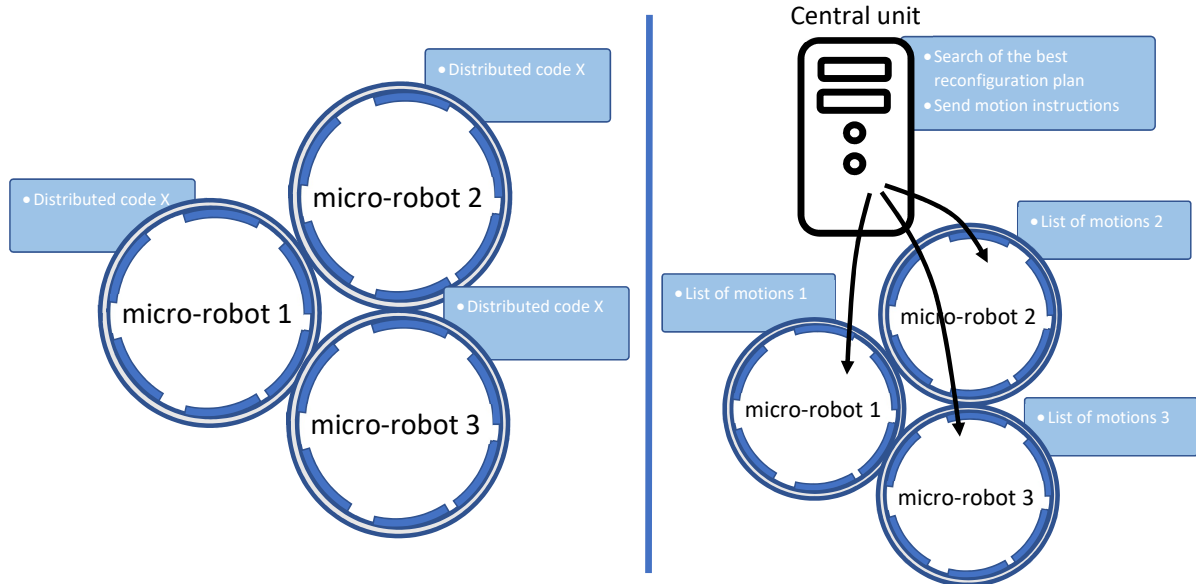 • Distributed code X
micro-robot 2
• Distributed code X
micro-robot 1
• Distributed code X
micro-robot 3
Central unit
• Search of the best
reconfiguration plan
• Send motion instructions
• List of motions 2
micro-robot 2
• List of motions 1
micro-robot 1
• List of motions 3
micro-robot 3